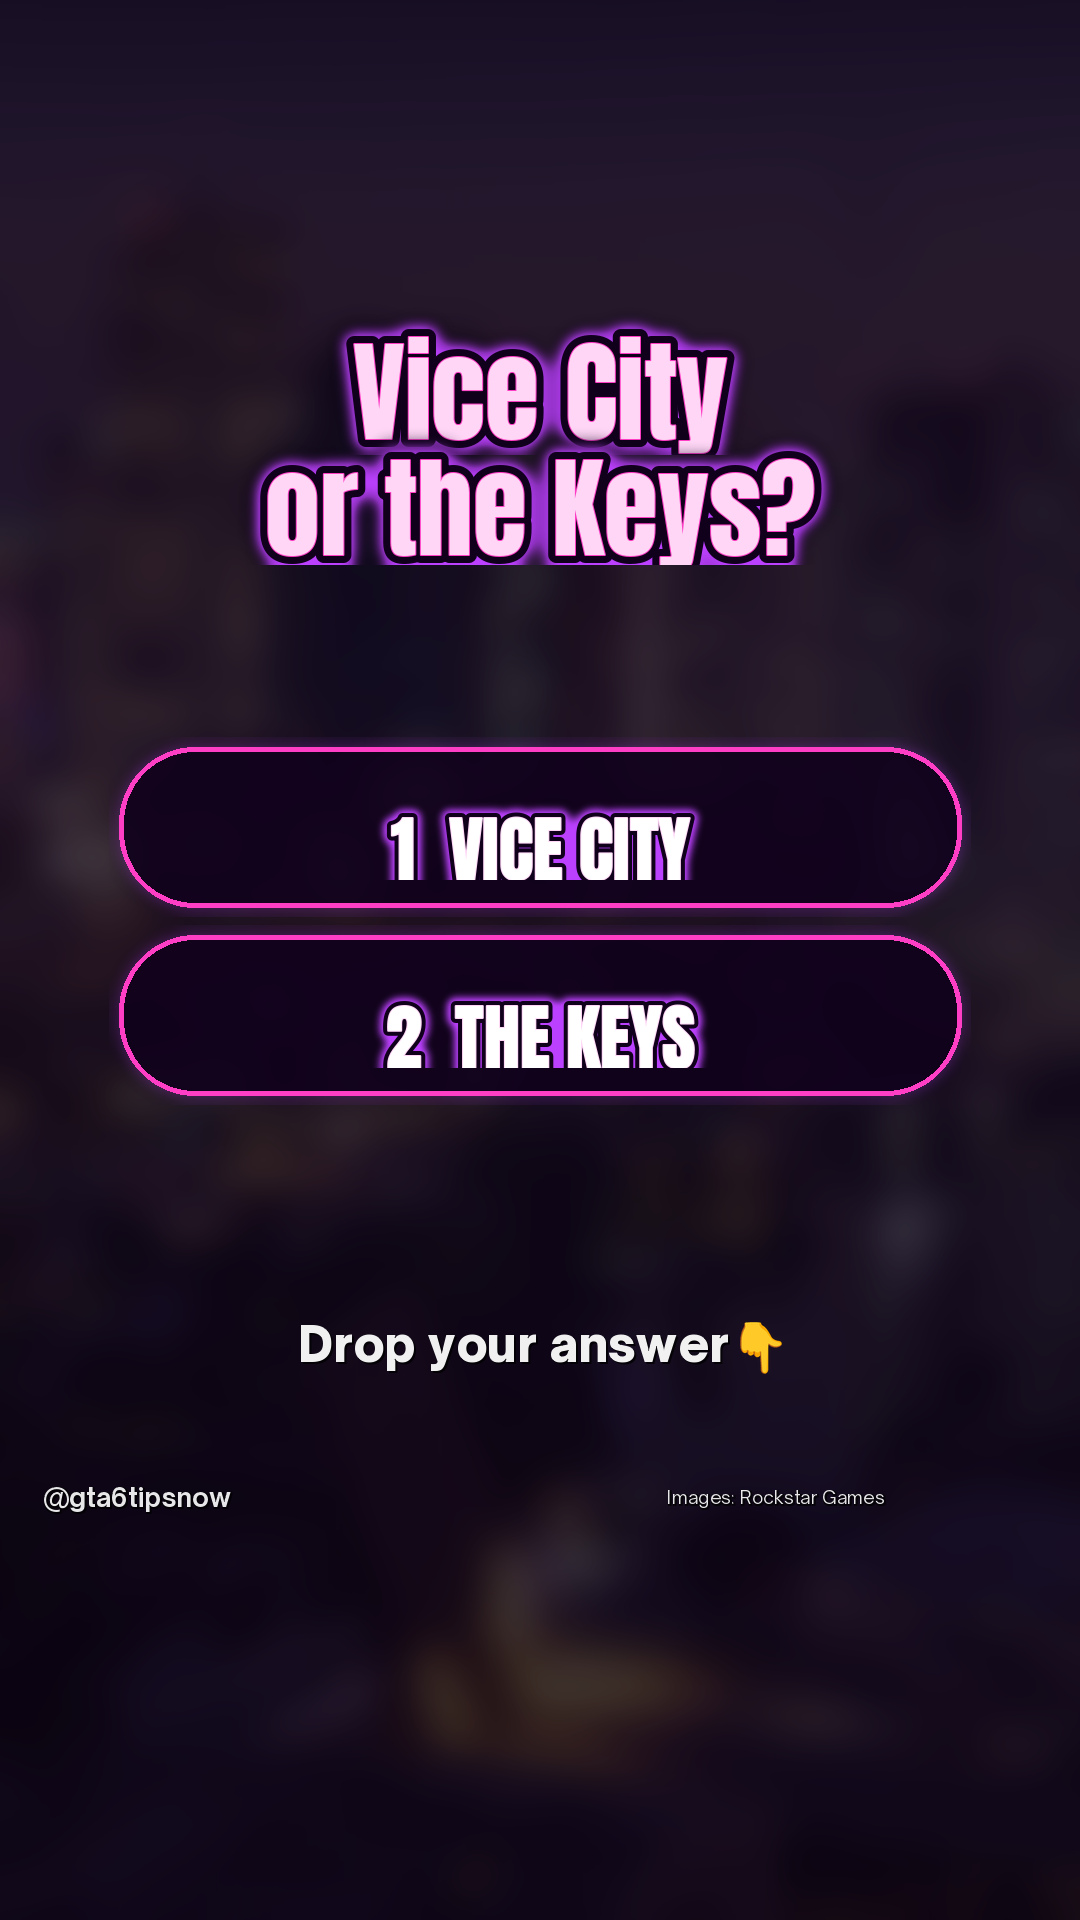 Vice City
or the Keys?
1 VICE CITY
2 THE KEYS
Drop your answer👇
@gta6tipsnow
Images: Rockstar Games